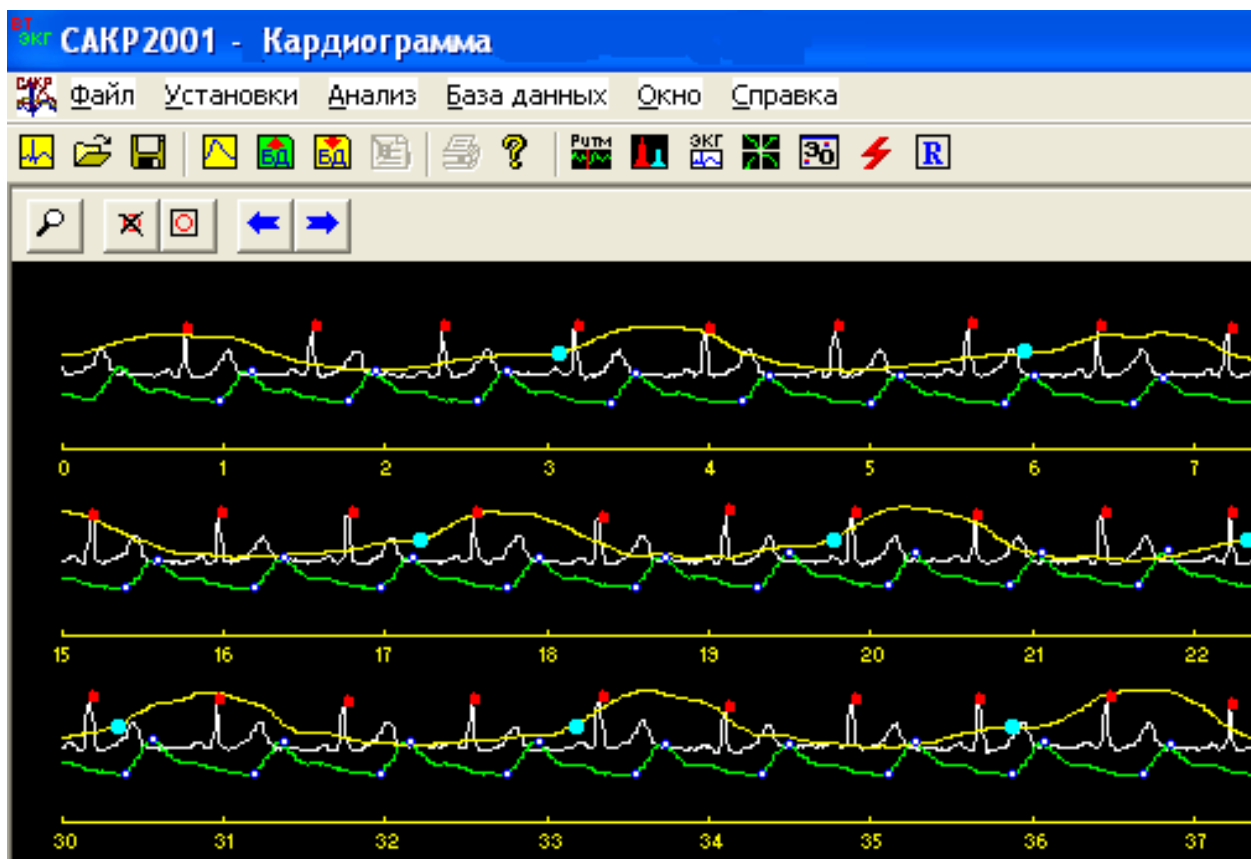 ВТ
ЭКГ САКР2001 - Кардиограмма
САКР Файл Установки Анализ База данных Окно Справка
БД БД ? Ритм ЭКГ R
0 1 2 3 4 5 6 7
15 16 17 18 19 20 21 22
30 31 32 33 34 35 36 37